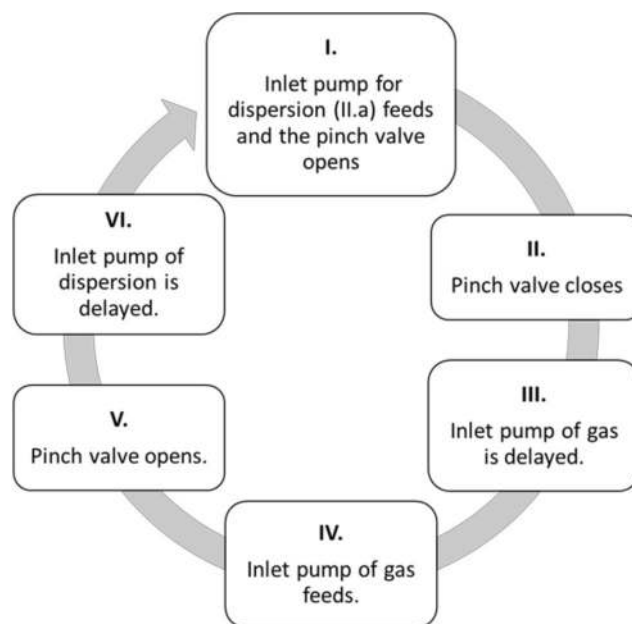 I.
Inlet pump for
dispersion (II.a) feeds
and the pinch valve
opens
II.
Pinch valve closes
III.
Inlet pump of gas
is delayed.
IV.
Inlet pump of gas
feeds.
V.
Pinch valve opens.
VI.
Inlet pump of
dispersion is
delayed.